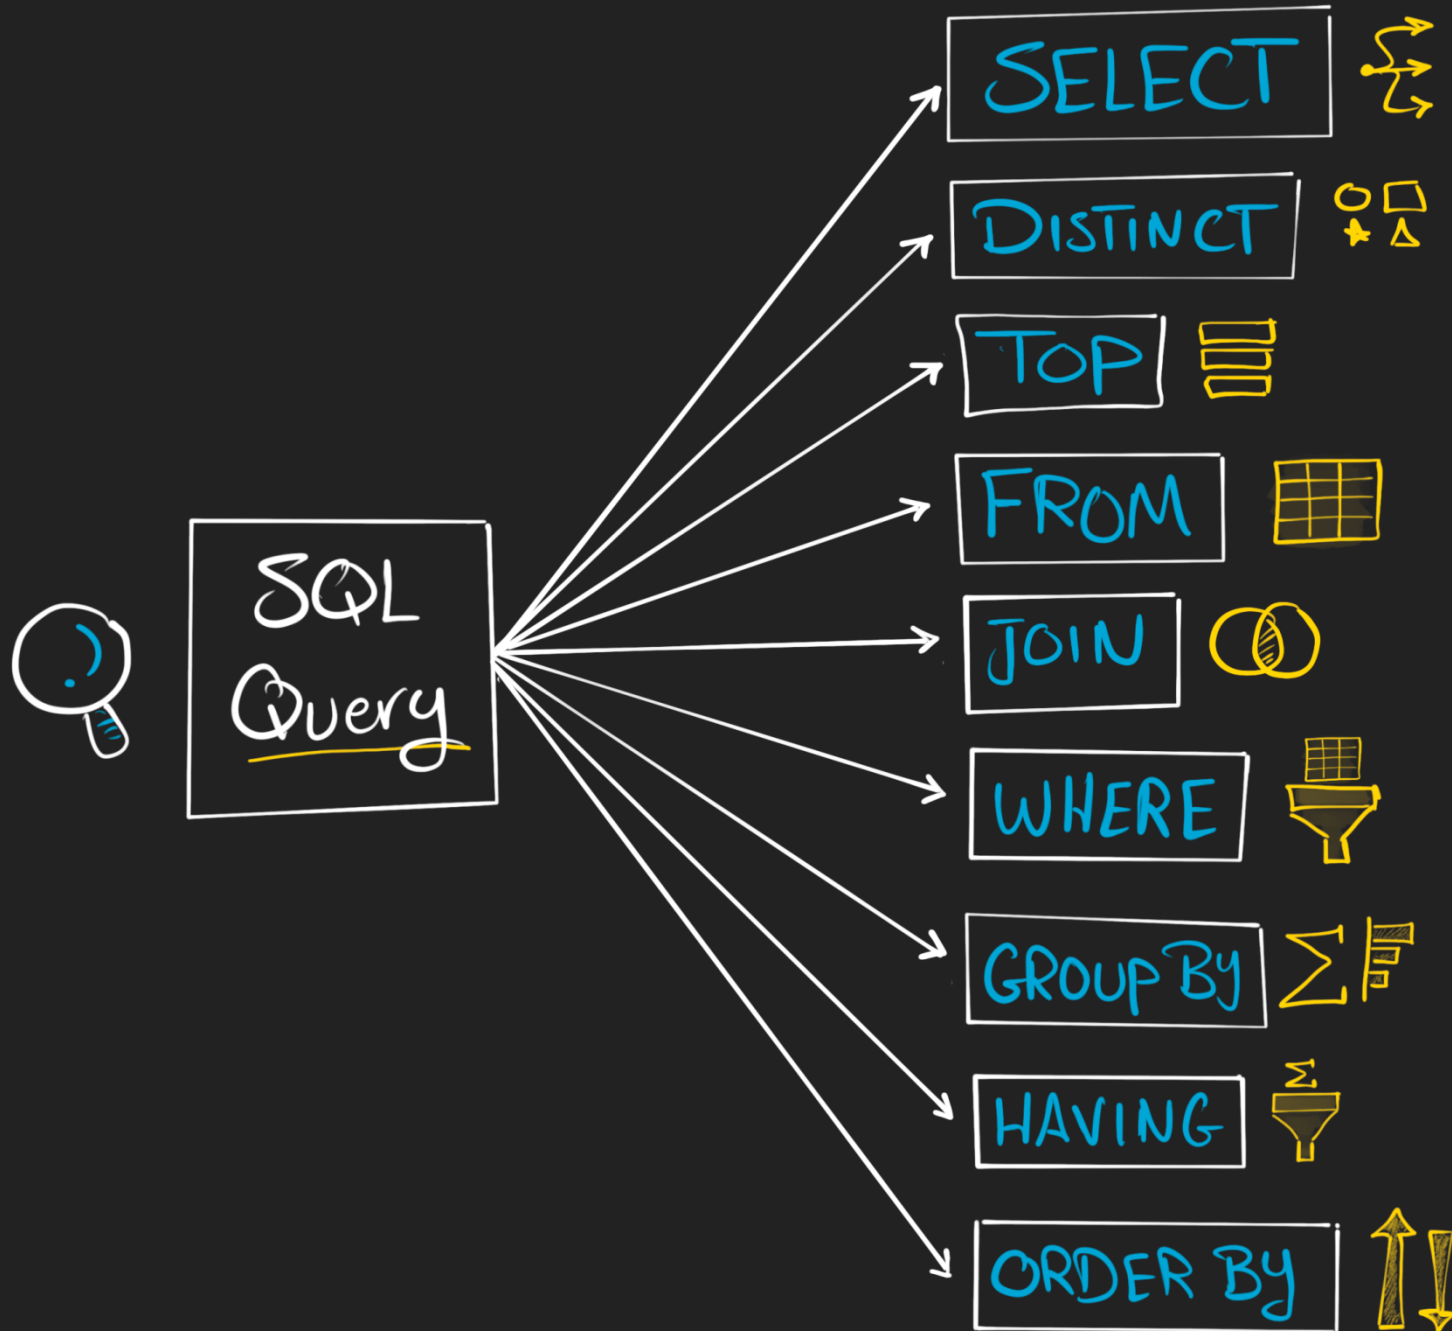 SELECT
DISTINCT
TOP
FROM
SQL
Query
JOIN
WHERE
GROUP BY
Σ
HAVING
Σ
ORDER BY